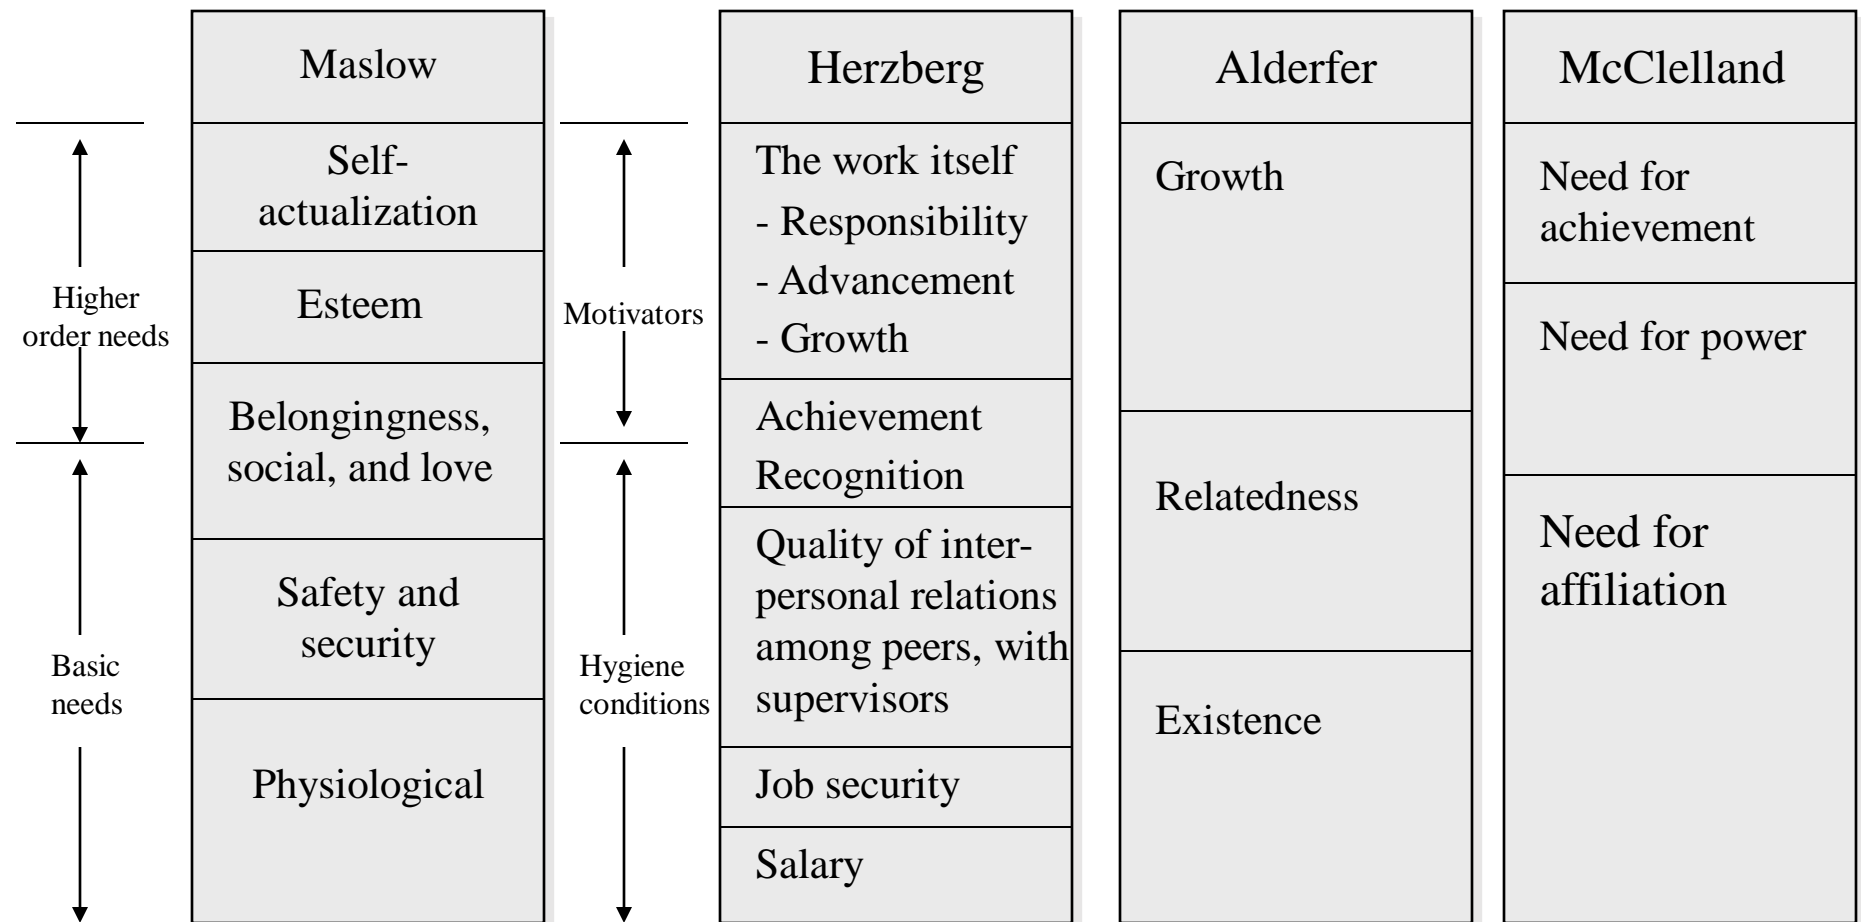 Higher
order needs
Basic
needs
Maslow
Self-
actualization
Esteem
Belongingness,
social, and love
Safety and
security
Physiological
Motivators
Hygiene
conditions
Herzberg
The work itself
- Responsibility
- Advancement
- Growth
Achievement
Recognition
Quality of inter-
personal relations
among peers, with
supervisors
Job security
Salary
Alderfer
Growth
Relatedness
Existence
McClelland
Need for
achievement
Need for power
Need for
affiliation